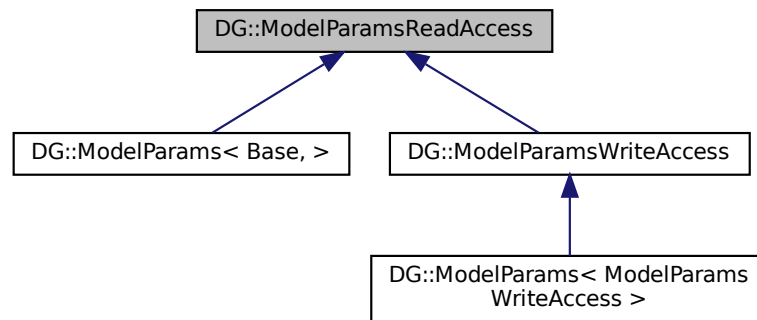 DG::ModelParamsReadAccess
DG::ModelParams< Base, >
DG::ModelParamsWriteAccess
DG::ModelParams< ModelParams
WriteAccess >